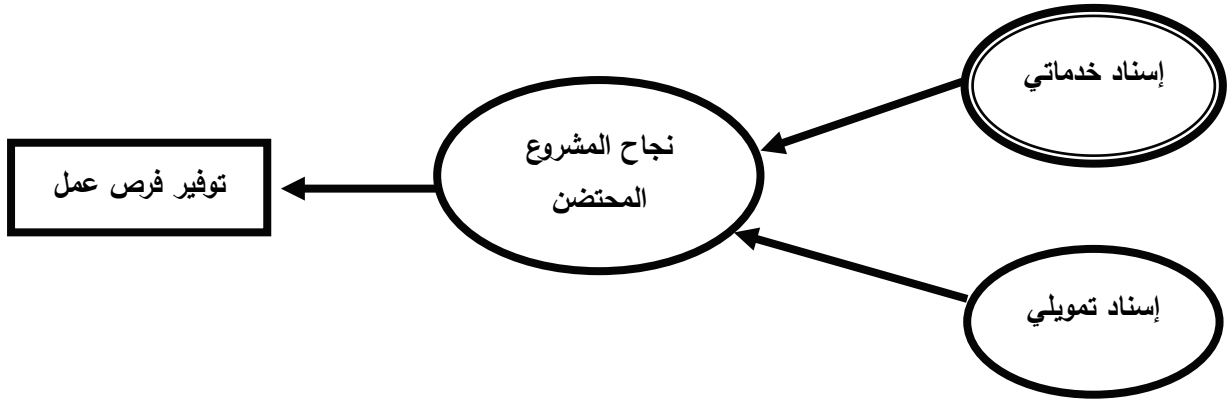 إسناد خدماتي
نجاح المشروع
المحتضن
توفير فرص عمل
إسناد تمويلي